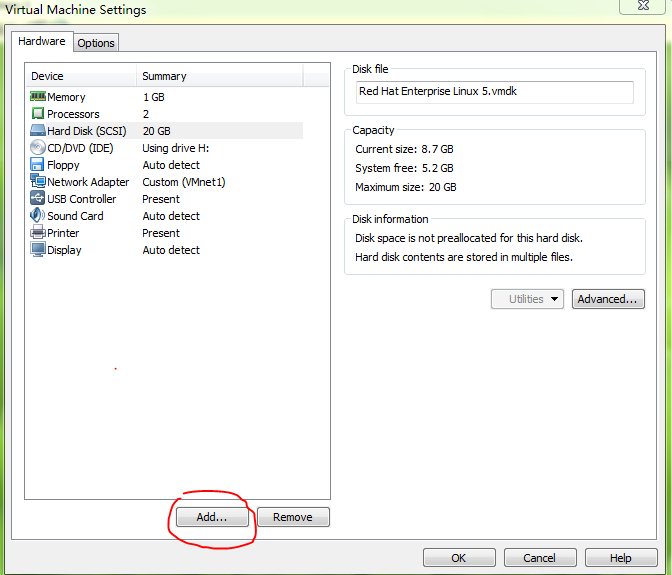 Virtual Machine Settings
Hardware Options
Device Summary
Memory 1 GB
Processors 2
Hard Disk (SCSI) 20 GB
CD/DVD (IDE) Using drive H:
Floppy Auto detect
Network Adapter Custom (VMnet1)
USB Controller Present
Sound Card Auto detect
Printer Present
Display Auto detect
Add... Remove
Disk file
Red Hat Enterprise Linux 5.vmdk
Capacity
Current size: 8.7 GB
System free: 5.2 GB
Maximum size: 20 GB
Disk information
Disk space is not preallocated for this hard disk.
Hard disk contents are stored in multiple files.
Utilities Advanced...
OK Cancel Help